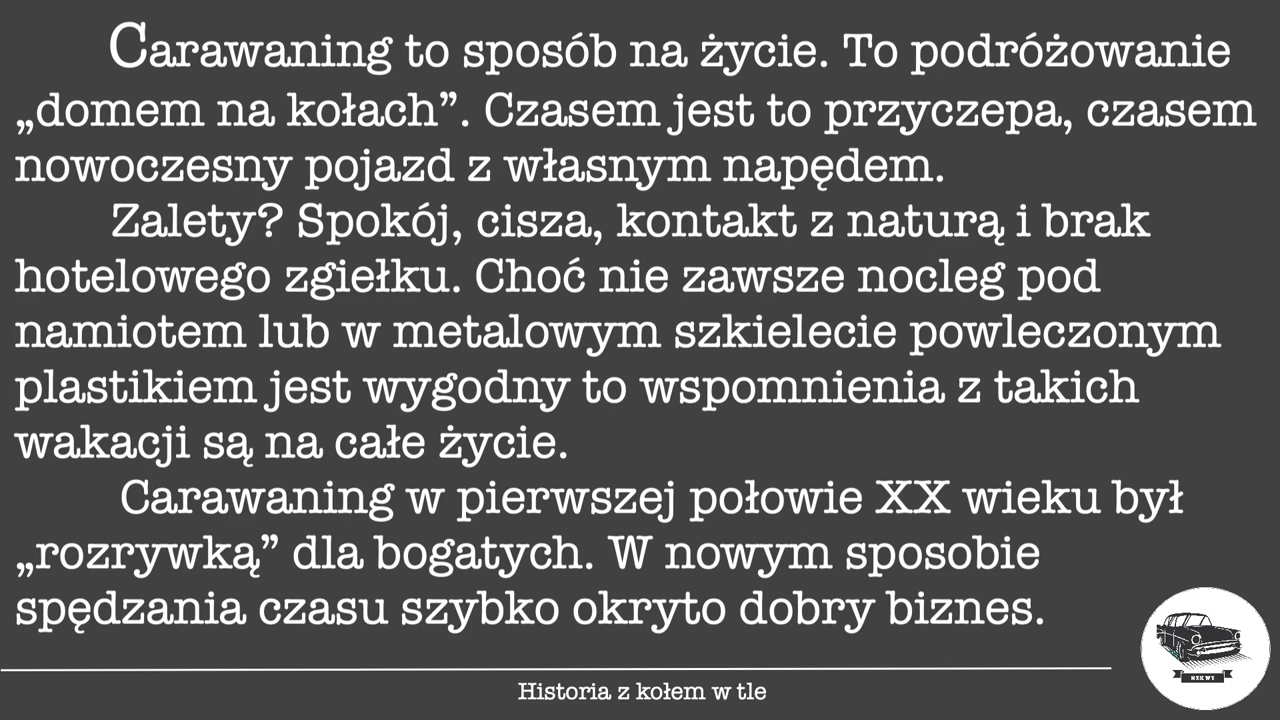 Carawaning to sposób na życie. To podróżowanie
„domem na kołach”. Czasem jest to przyczepa, czasem
nowoczesny pojazd z własnym napędem.
Zalety? Spokój, cisza, kontakt z naturą i brak
hotelowego zgiełku. Choć nie zawsze nocleg pod
namiotem lub w metalowym szkielecie powleczonym
plastikiem jest wygodny to wspomnienia z takich
wakacji są na całe życie.
Carawaning w pierwszej połowie XX wieku był
„rozrywką” dla bogatych. W nowym sposobie
spędzania czasu szybko okryto dobry biznes.
Historia z kołem w tle